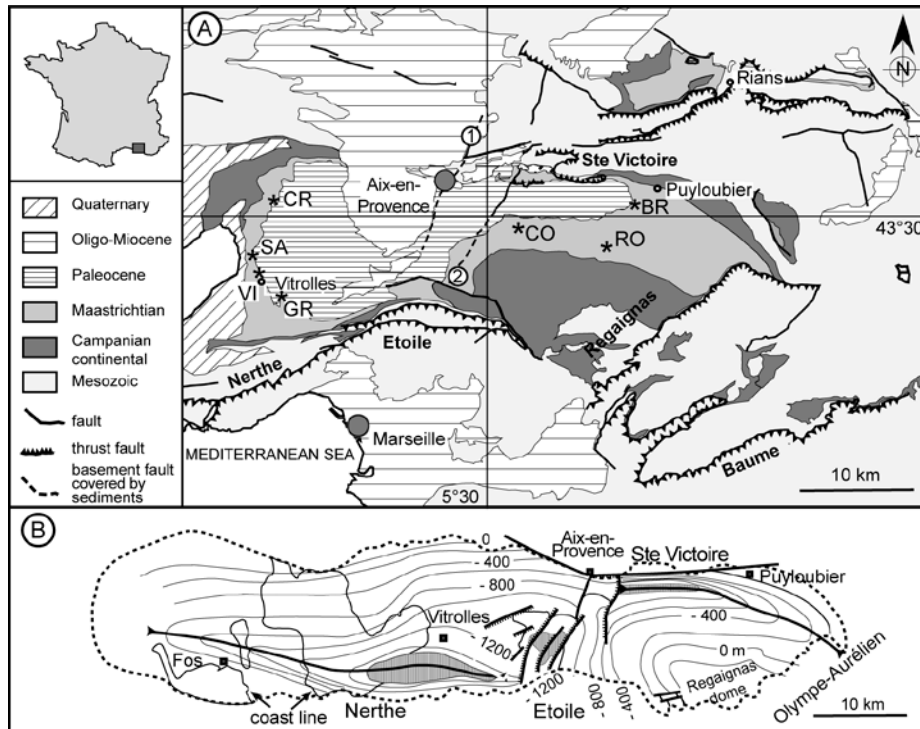 A
N
Rians
1
Ste Victoire
Aix-en-
Provence
Puyloubier
CR
BR
43°30
CO
RO
SA
2
Vitrolles
VI
GR
Regaignas
Etoile
Nerthe
Marseille
MEDITERRANEAN SEA
Baume
5°30
10 km
Quaternary
Oligo-Miocene
Paleocene
Maastrichtian
Campanian
continental
Mesozoic
fault
thrust fault
basement fault
covered by
sediments
B
0
- 400
- 800
Aix-en-
Provence
Ste Victoire
Puyloubier
Vitrolles
- 1200
- 400
0 m
Fos
Regaignas
dome
Olympe-Aurélien
coast line
Nerthe
Etoile
- 1200
- 800
-400
10 km